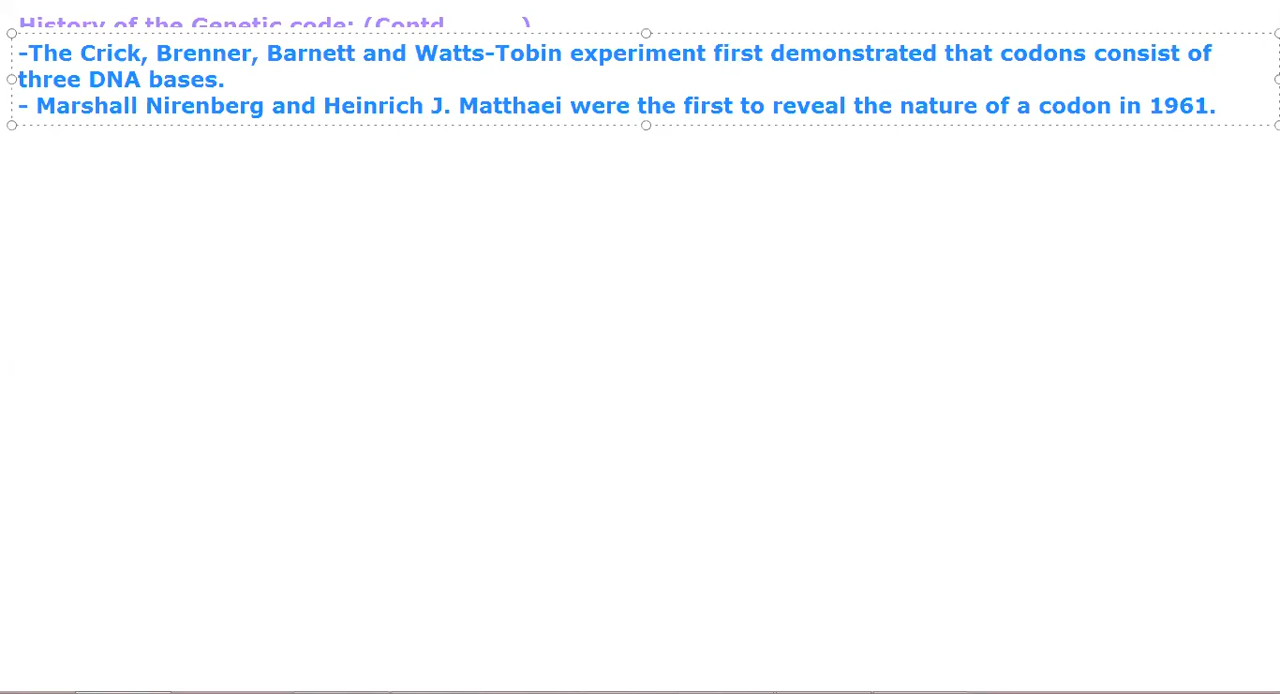 History of the Genetic code: (Contd )
-The Crick, Brenner, Barnett and Watts-Tobin experiment first demonstrated that codons consist of
three DNA bases.
- Marshall Nirenberg and Heinrich J. Matthaei were the first to reveal the nature of a codon in 1961.